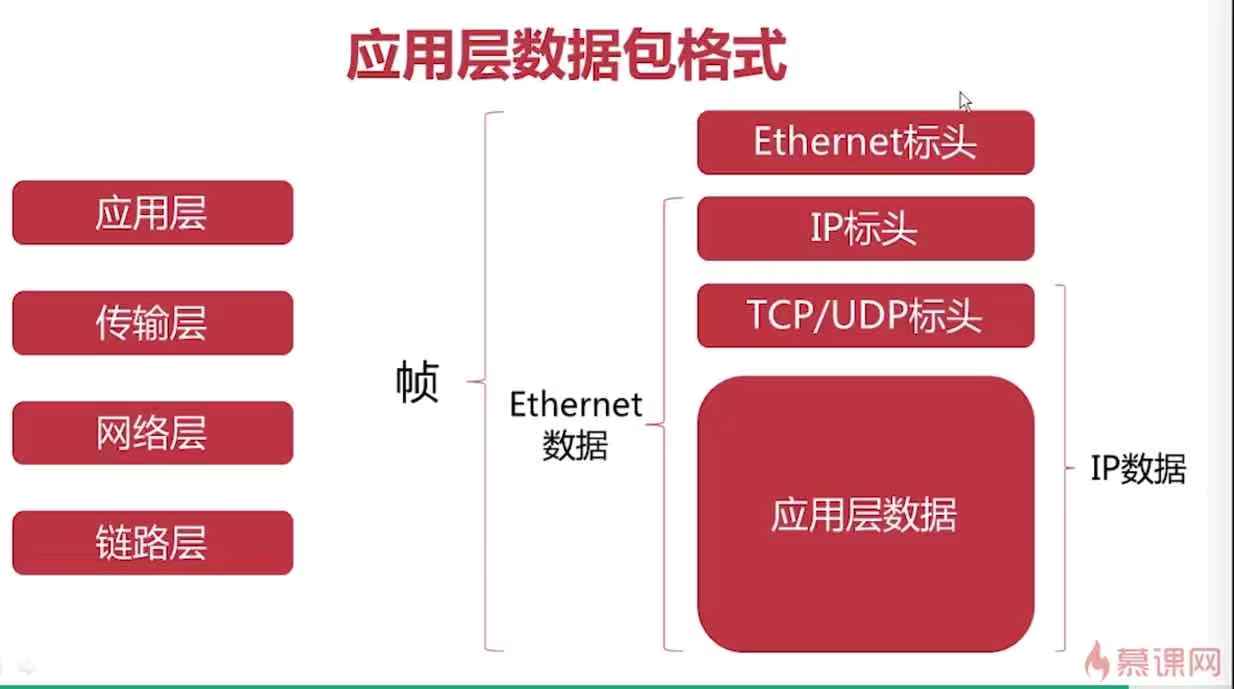 应用层数据包格式
应用层
传输层
网络层
链路层
帧
Ethernet
数据
Ethernet标头
IP标头
TCP/UDP标头
应用层数据
IP数据
慕课网